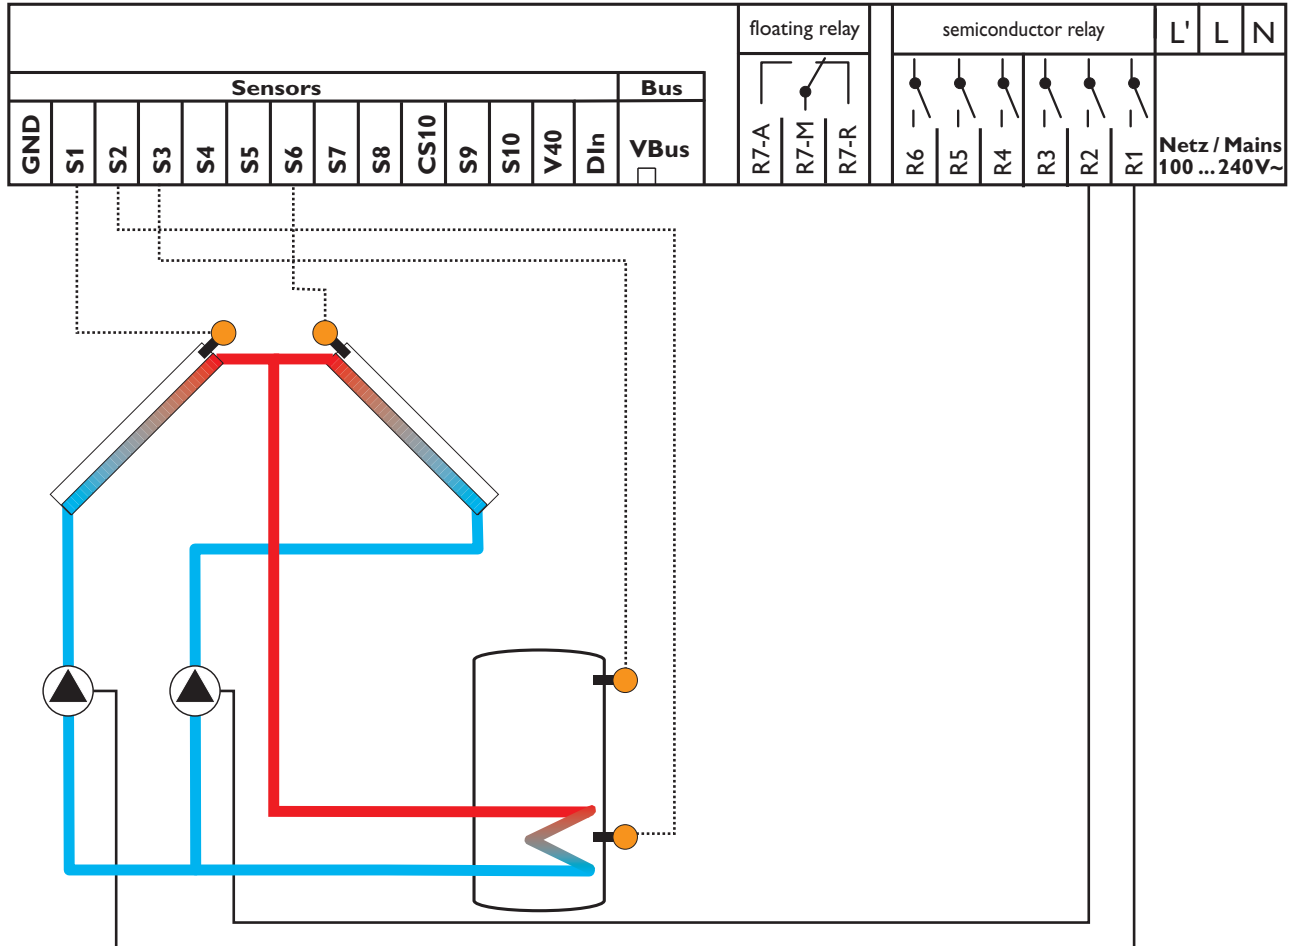 floating relay
semiconductor relay
L'
L
N
Sensors
Bus
GND
S1
S2
S3
S4
S5
S6
S7
S8
CS10
S9
S10
V40
DIn
VBus
R7-A
R7-M
R7-R
R6
R5
R4
R3
R2
R1
Netz / Mains
100 ... 240V~